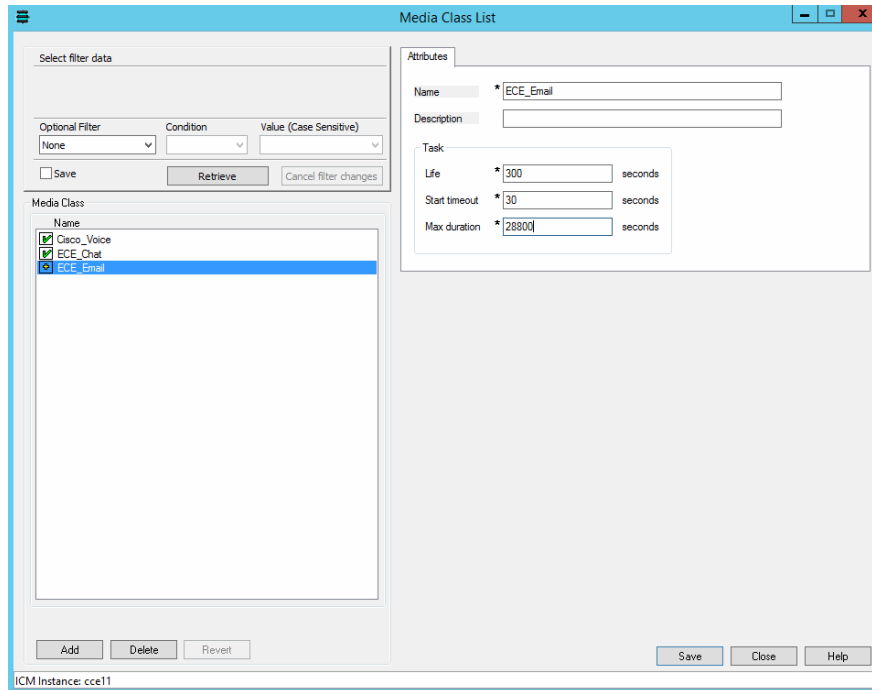 Media Class List
Select filter data
Optional Filter Condition Value (Case Sensitive)
None
Save Retrieve Cancel filter changes
Media Class
Name
Cisco_Voice
ECE_Chat
ECE_Email
Add Delete Revert
Attributes
Name * ECE_Email
Description
Task
Life * 300 seconds
Start timeout * 30 seconds
Max duration * 28800 seconds
Save Close Help
ICM Instance: cce11